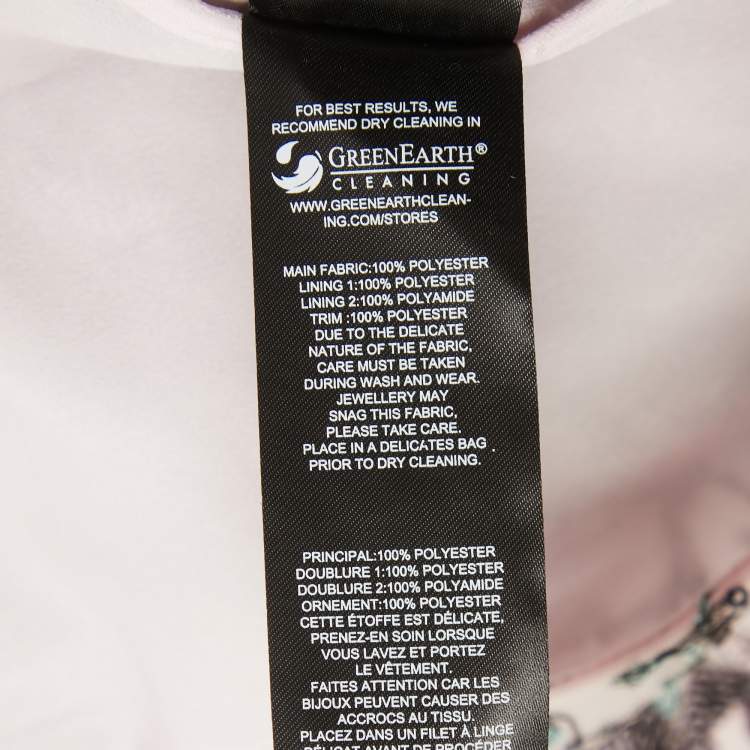 FOR BEST RESULTS, WE
RECOMMEND DRY CLEANING IN
GREENEARTH®
CLEANING
WWW.GREENEARTHCLEAN-
ING.COM/STORES
MAIN FABRIC:100% POLYESTER
LINING 1:100% POLYESTER
LINING 2:100% POLYAMIDE
TRIM :100% POLYESTER
DUE TO THE DELICATE
NATURE OF THE FABRIC,
CARE MUST BE TAKEN
DURING WASH AND WEAR.
JEWELLERY MAY
SNAG THIS FABRIC,
PLEASE TAKE CARE.
PLACE IN A DELICATES BAG .
PRIOR TO DRY CLEANING.
PRINCIPAL:100% POLYESTER
DOUBLURE 1:100% POLYESTER
DOUBLURE 2:100% POLYAMIDE
ORNEMENT:100% POLYESTER
CETTE ÉTOFFE EST DÉLICATE,
PRENEZ-EN SOIN LORSQUE
VOUS LAVEZ ET PORTEZ
LE VÊTEMENT.
FAITES ATTENTION CAR LES
BIJOUX PEUVENT CAUSER DES
ACCROCS AU TISSU.
PLACEZ DANS UN FILET À LINGE
DÉLICAT AVANT DE PROCÉDER